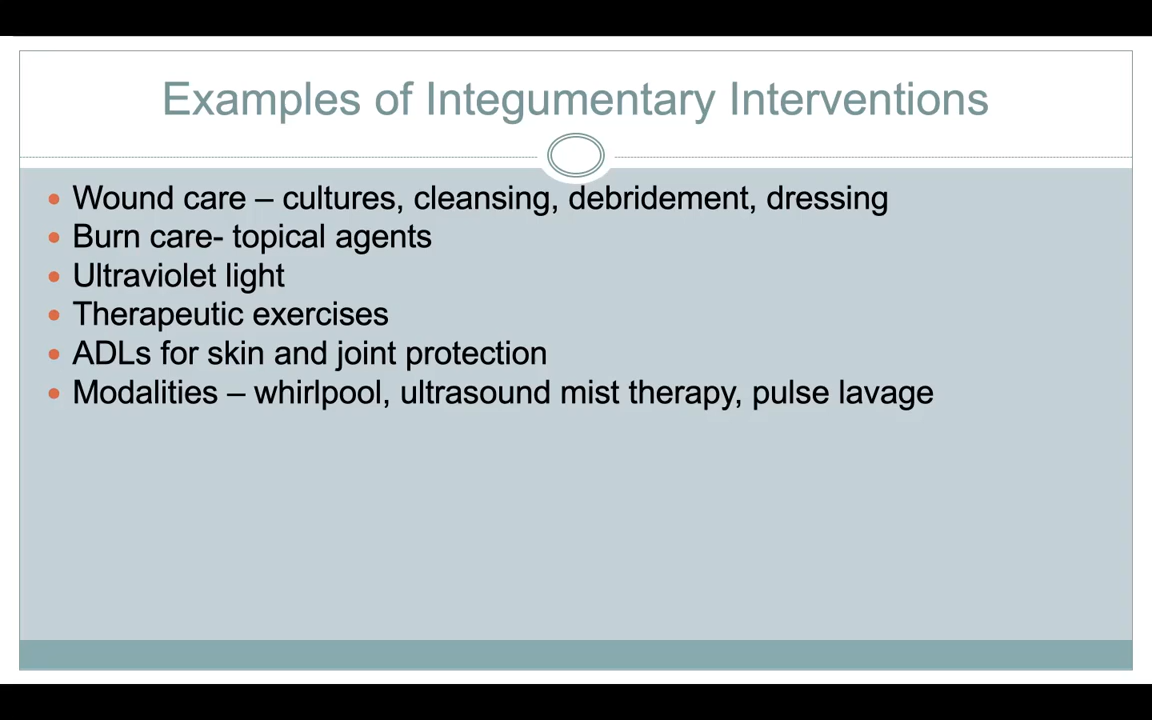 Examples of Integumentary Interventions
• Wound care – cultures, cleansing, debridement, dressing
• Burn care- topical agents
• Ultraviolet light
• Therapeutic exercises
• ADLs for skin and joint protection
• Modalities – whirlpool, ultrasound mist therapy, pulse lavage